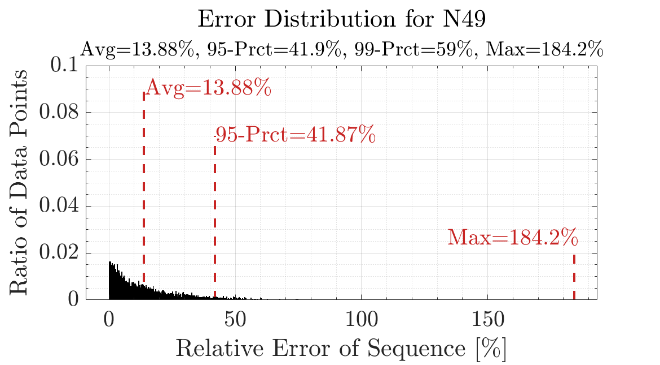 Error Distribution for N49
Avg=13.88%, 95-Prct=41.9%, 99-Prct=59%, Max=184.2%
Ratio of Data Points
0.1
0.08
0.06
0.04
0.02
0
Avg=13.88%
95-Prct=41.87%
Max=184.2%
0 50 100 150
Relative Error of Sequence [%]